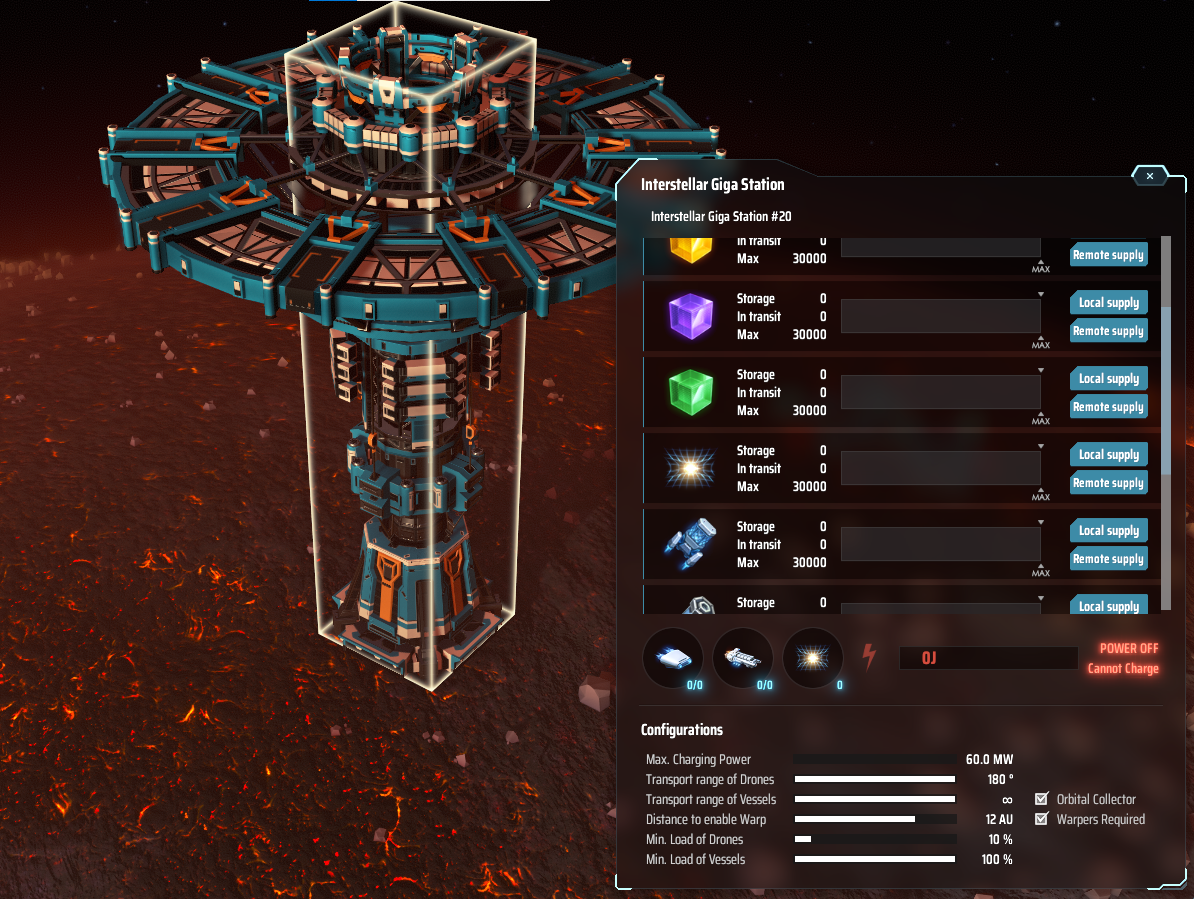 Interstellar Giga Station
×
Interstellar Giga Station #20
In transit 0
Max 30000
MAX
Remote supply
Storage 0
In transit 0
Max 30000
MAX
Local supply
Remote supply
Storage 0
In transit 0
Max 30000
MAX
Local supply
Remote supply
Storage 0
In transit 0
Max 30000
MAX
Local supply
Remote supply
Storage 0
In transit 0
Max 30000
MAX
Local supply
Remote supply
Storage 0
Local supply
0/0
0/0
0
0J
POWER OFF
Cannot Charge
Configurations
Max. Charging Power 60.0 MW
Transport range of Drones 180 °
Transport range of Vessels ∞ Orbital Collector
Distance to enable Warp 12 AU Warpers Required
Min. Load of Drones 10 %
Min. Load of Vessels 100 %